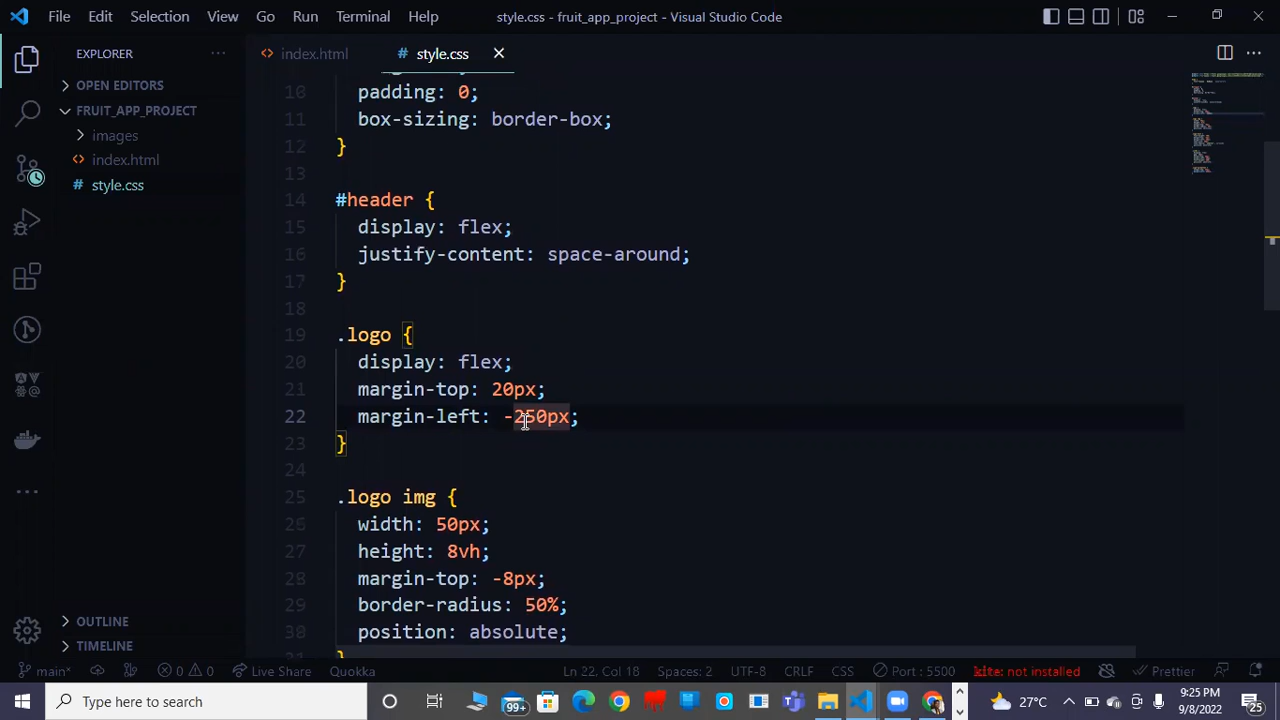 File Edit Selection View Go Run Terminal Help style.css - fruit_app_project - Visual Studio Code
EXPLORER
index.html
style.css
OPEN EDITORS
FRUIT_APP_PROJECT
images
index.html
style.css
10 padding: 0;
11 box-sizing: border-box;
12 }
13
14 #header {
15 display: flex;
16 justify-content: space-around;
17 }
18
19 .logo {
20 display: flex;
21 margin-top: 20px;
22 margin-left: -250px;
23 }
24
25 .logo img {
26 width: 50px;
27 height: 8vh;
28 margin-top: -8px;
29 border-radius: 50%;
30 position: absolute;
}
OUTLINE
TIMELINE
main* 0 0 Live Share Quokka Ln 22, Col 18 Spaces: 2 UTF-8 CRLF CSS Port : 5500 kite: not installed Prettier
Type here to search
99+
27°C
9:25 PM
9/8/2022
25